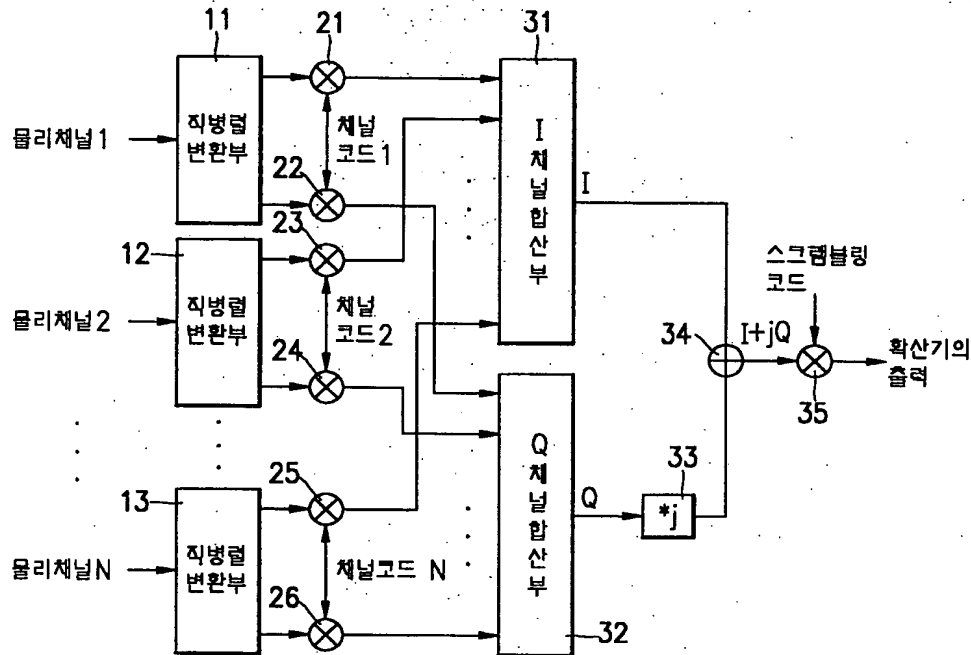 11
21
31
물리채널 1
직병렬
변환부
채널
코드 1
22
I
채
널
합
산
부
I
23
12
물리채널 2
직병렬
변환부
채널
코드 2
24
스크램블링
코드
34
I+jQ
확산기의
출력
35
Q
채
널
합
산
부
Q
33
*j
25
13
물리채널 N
직병렬
변환부
채널코드 N
26
32